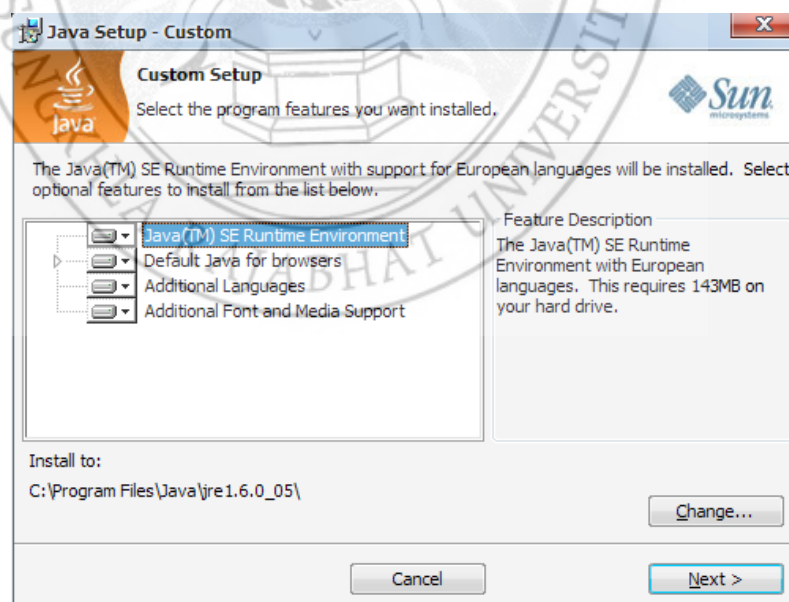 Java Setup - Custom
Custom Setup
Select the program features you want installed.
Java
Sun
microsystems
The Java(TM) SE Runtime Environment with support for European languages will be installed. Select
optional features to install from the list below.
Java(TM) SE Runtime Environment
Default Java for browsers
Additional Languages
Additional Font and Media Support
Feature Description
The Java(TM) SE Runtime
Environment with European
languages. This requires 143MB on
your hard drive.
Install to:
C:\Program Files\Java\jre1.6.0_05\
Change...
Cancel
Next >